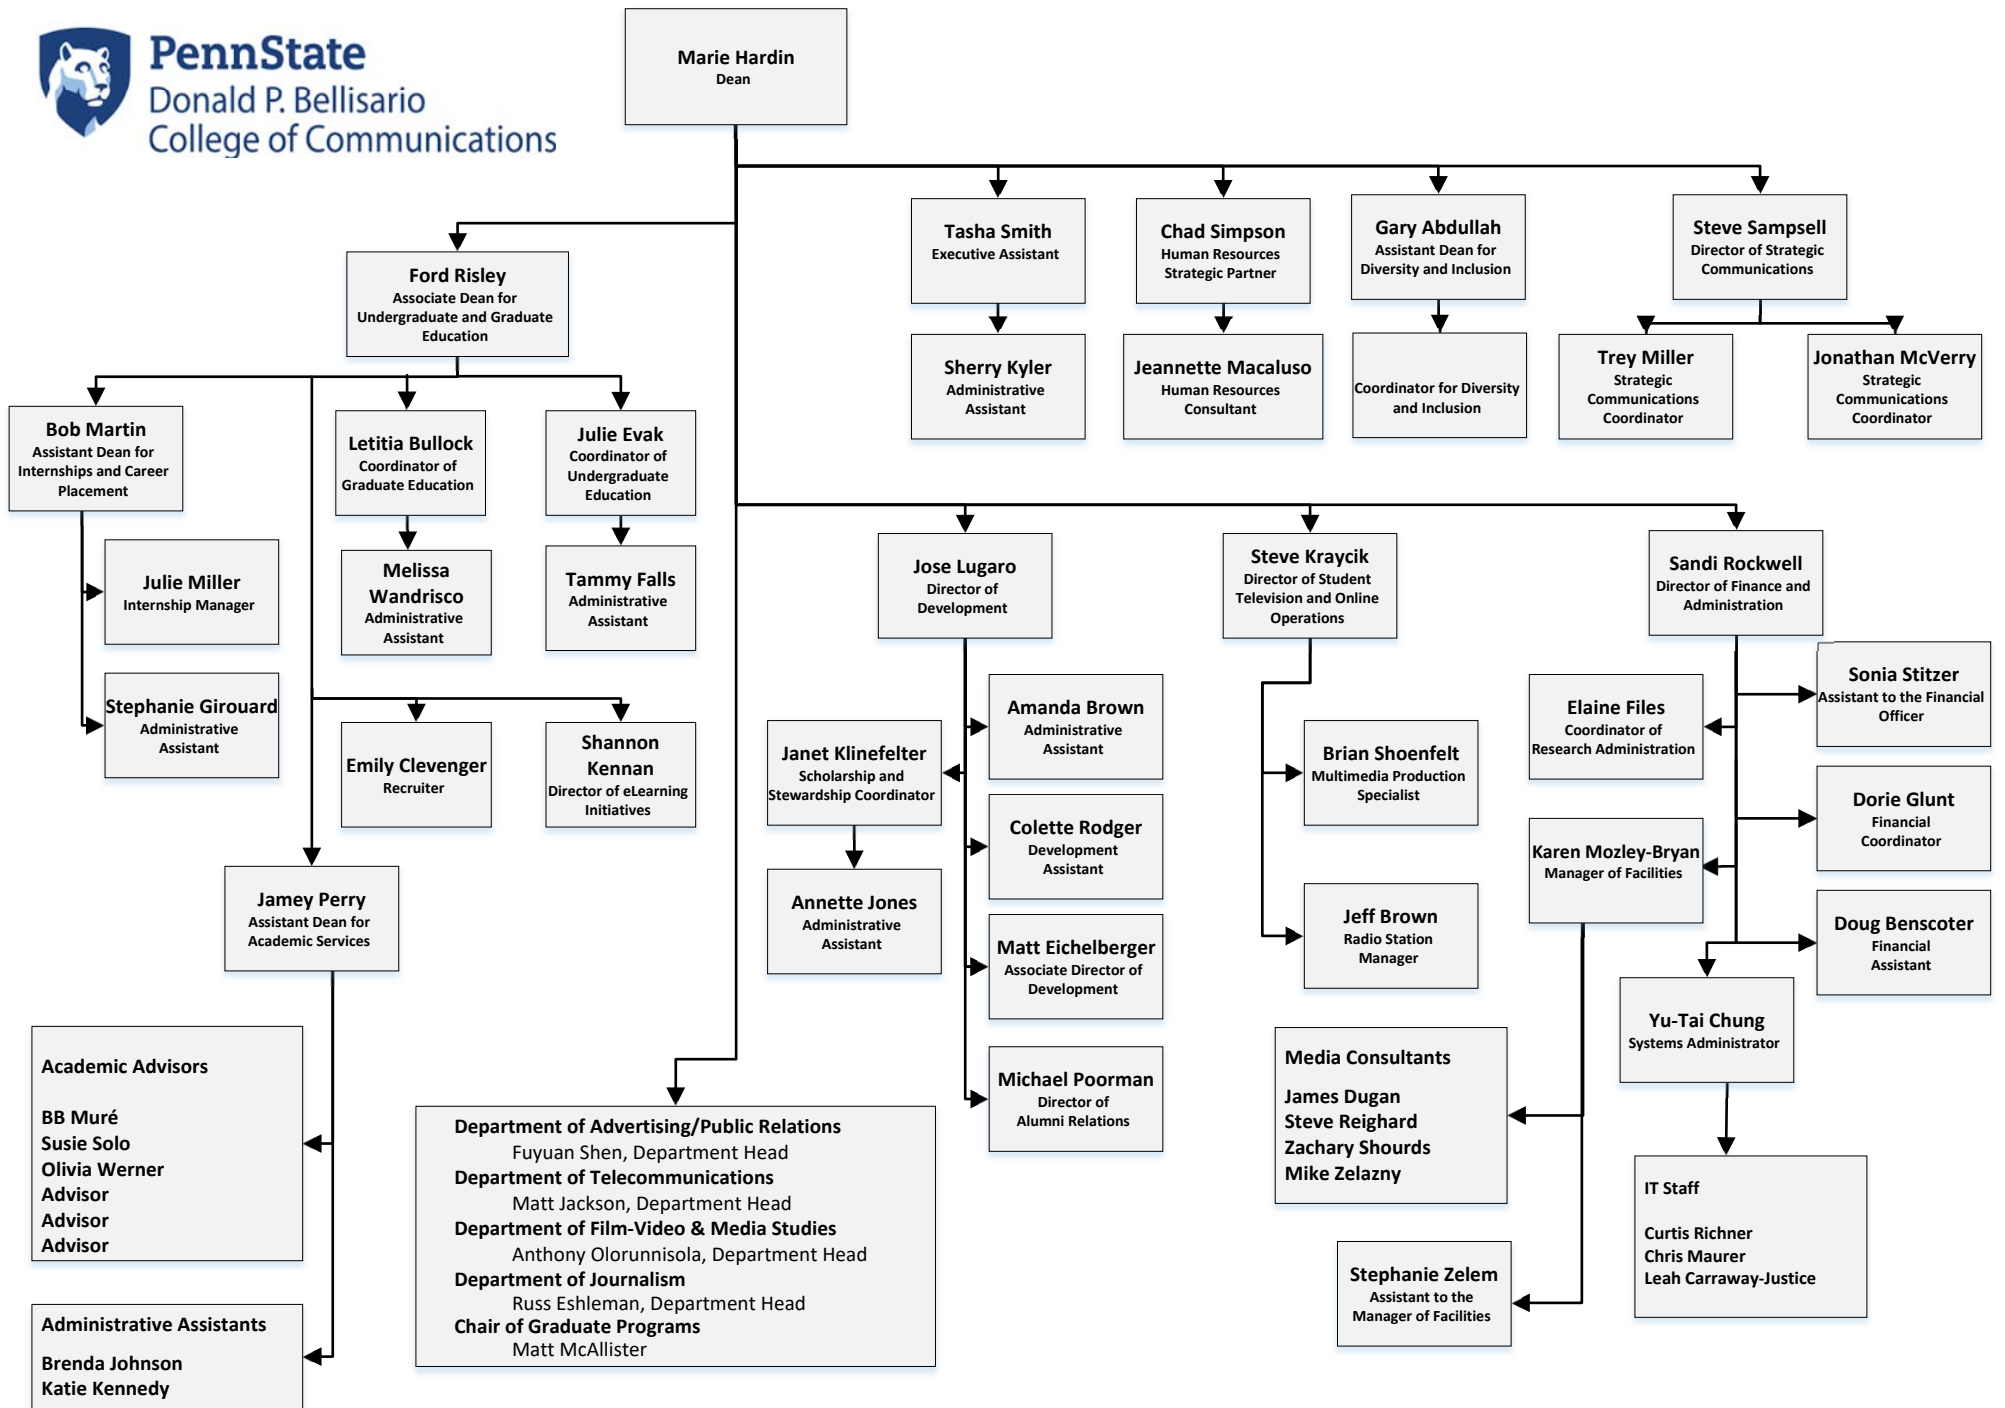 PennState
Donald P. Bellisario
College of Communications
Marie Hardin
Dean
Tasha Smith
Executive Assistant
Chad Simpson
Human Resources
Strategic Partner
Gary Abdullah
Assistant Dean for
Diversity and Inclusion
Steve Sampsell
Director of Strategic
Communications
Ford Risley
Associate Dean for
Undergraduate and Graduate
Education
Sherry Kyler
Administrative
Assistant
Jeannette Macaluso
Human Resources
Consultant
Coordinator for Diversity
and Inclusion
Trey Miller
Strategic
Communications
Coordinator
Jonathan McVerry
Strategic
Communications
Coordinator
Bob Martin
Assistant Dean for
Internships and Career
Placement
Letitia Bullock
Coordinator of
Graduate Education
Julie Evak
Coordinator of
Undergraduate
Education
Julie Miller
Internship Manager
Melissa
Wandrisco
Administrative
Assistant
Tammy Falls
Administrative
Assistant
Stephanie Girouard
Administrative
Assistant
Emily Clevenger
Recruiter
Shannon
Kennan
Director of eLearning
Initiatives
Jamey Perry
Assistant Dean for
Academic Services
Academic Advisors
BB Muré
Susie Solo
Olivia Werner
Advisor
Advisor
Advisor
Administrative Assistants
Brenda Johnson
Katie Kennedy
Department of Advertising/Public Relations
Fuyuan Shen, Department Head
Department of Telecommunications
Matt Jackson, Department Head
Department of Film-Video & Media Studies
Anthony Olorunnisola, Department Head
Department of Journalism
Russ Eshleman, Department Head
Chair of Graduate Programs
Matt McAllister
Jose Lugaro
Director of
Development
Janet Klinefelter
Scholarship and
Stewardship Coordinator
Annette Jones
Administrative
Assistant
Amanda Brown
Administrative
Assistant
Colette Rodger
Development
Assistant
Matt Eichelberger
Associate Director of
Development
Michael Poorman
Director of
Alumni Relations
Steve Kraycik
Director of Student
Television and Online
Operations
Brian Shoenfelt
Multimedia Production
Specialist
Jeff Brown
Radio Station
Manager
Sandi Rockwell
Director of Finance and
Administration
Elaine Files
Coordinator of
Research Administration
Sonia Stitzer
Assistant to the Financial
Officer
Karen Mozley-Bryan
Manager of Facilities
Dorie Glunt
Financial
Coordinator
Doug Benscoter
Financial
Assistant
Yu-Tai Chung
Systems Administrator
Media Consultants
James Dugan
Steve Reighard
Zachary Shourds
Mike Zelazny
Stephanie Zelem
Assistant to the
Manager of Facilities
IT Staff
Curtis Richner
Chris Maurer
Leah Carraway-Justice